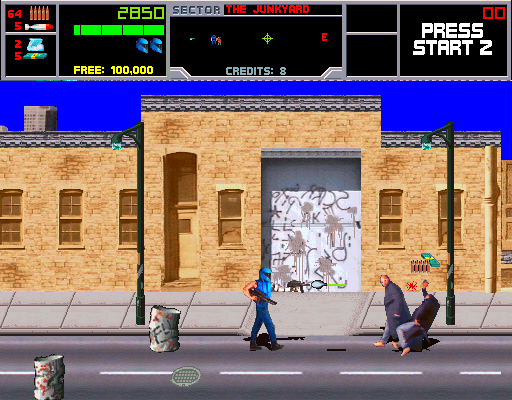 64
5
2
5
2850
FREE: 100,000
SECTOR THE JUNKYARD
E
CREDITS: 8
00
PRESS
START 2